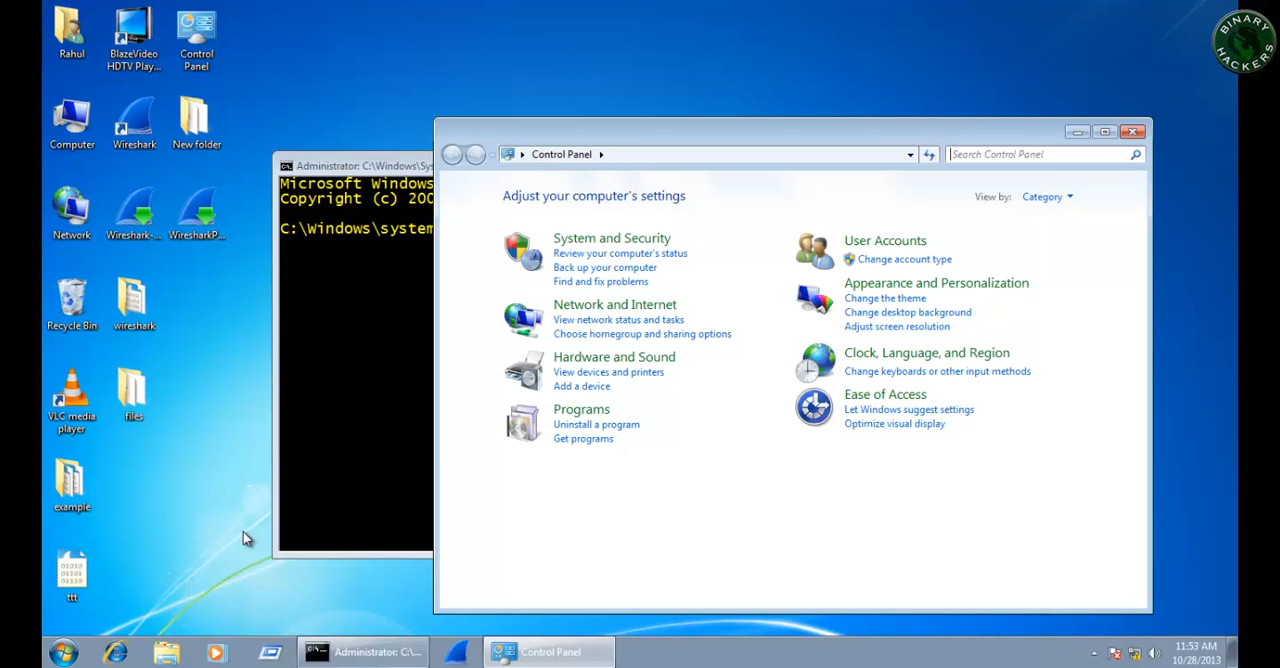 BINARY
HACKERS
Rahul
BlazeVideo
HDTV Play...
Control
Panel
Computer
Wireshark
New folder
Network
Wireshark-...
WiresharkP...
Recycle Bin
wireshark
VLC media
player
files
example
01010
01101
01110
ttt
Administrator: C:\Windows\Sys
Microsoft Windows
Copyright (c) 200
C:\Windows\system
Control Panel
Search Control Panel
Adjust your computer's settings
View by: Category
System and Security
Review your computer's status
Back up your computer
Find and fix problems
Network and Internet
View network status and tasks
Choose homegroup and sharing options
Hardware and Sound
View devices and printers
Add a device
Programs
Uninstall a program
Get programs
User Accounts
Change account type
Appearance and Personalization
Change the theme
Change desktop background
Adjust screen resolution
Clock, Language, and Region
Change keyboards or other input methods
Ease of Access
Let Windows suggest settings
Optimize visual display
Administrator: C:\...
Control Panel
11:53 AM
10/28/2013